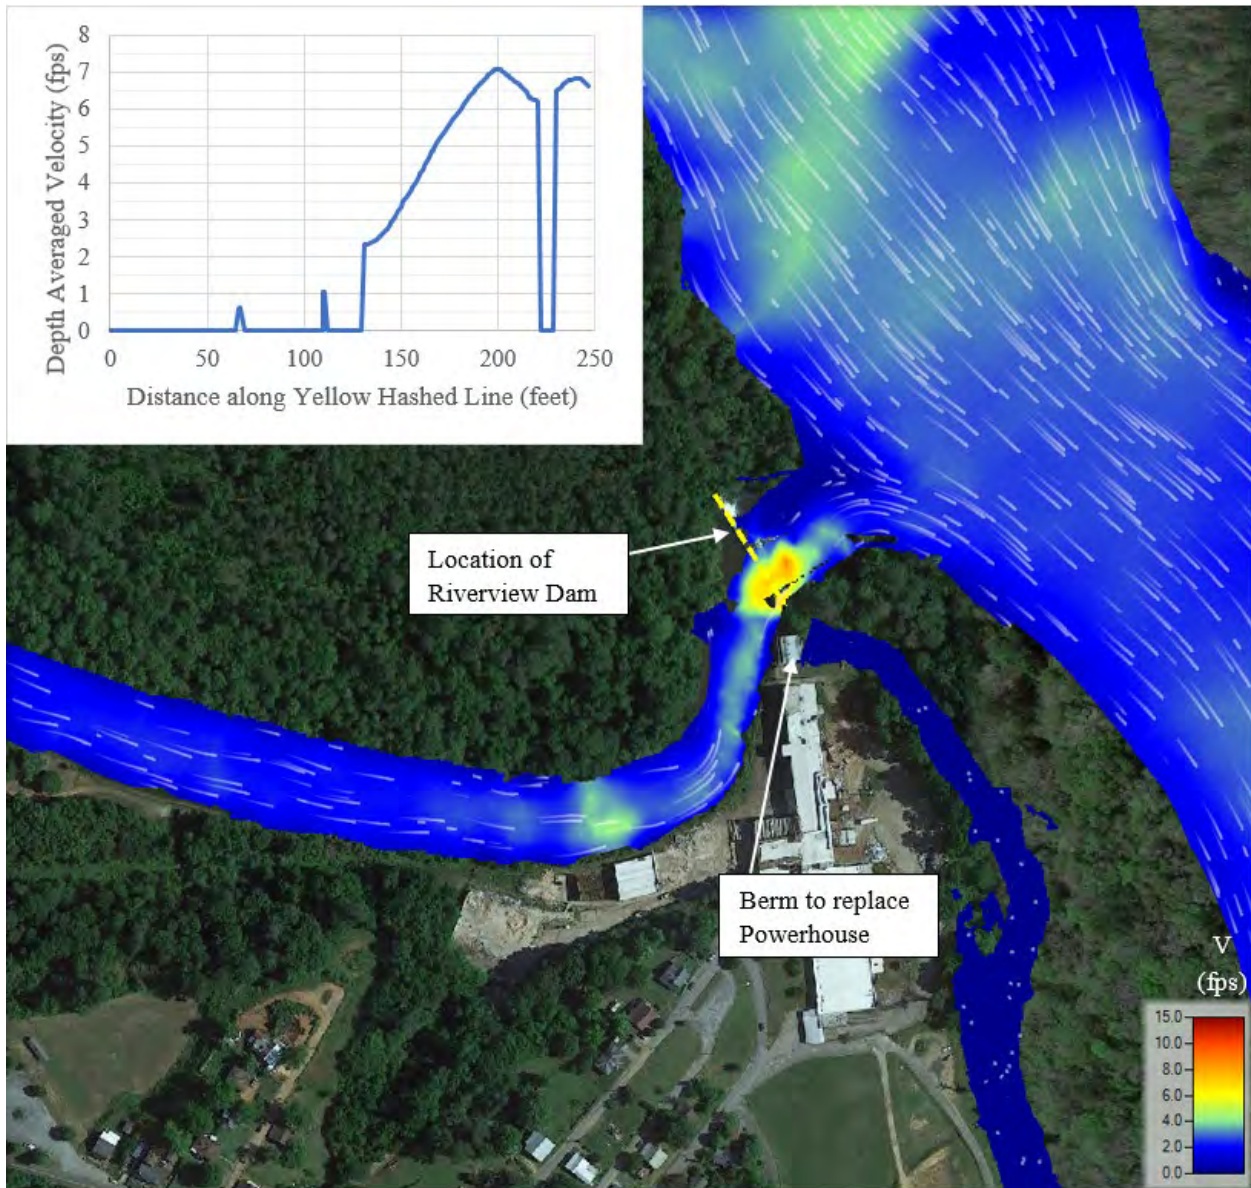 8
7
6
5
4
3
2
1
0
Depth Averaged Velocity (fps)
0 50 100 150 200 250
Distance along Yellow Hashed Line (feet)
Location of
Riverview Dam
Berm to replace
Powerhouse
V
(fps)
15.0
10.0
8.0
6.0
4.0
2.0
0.0